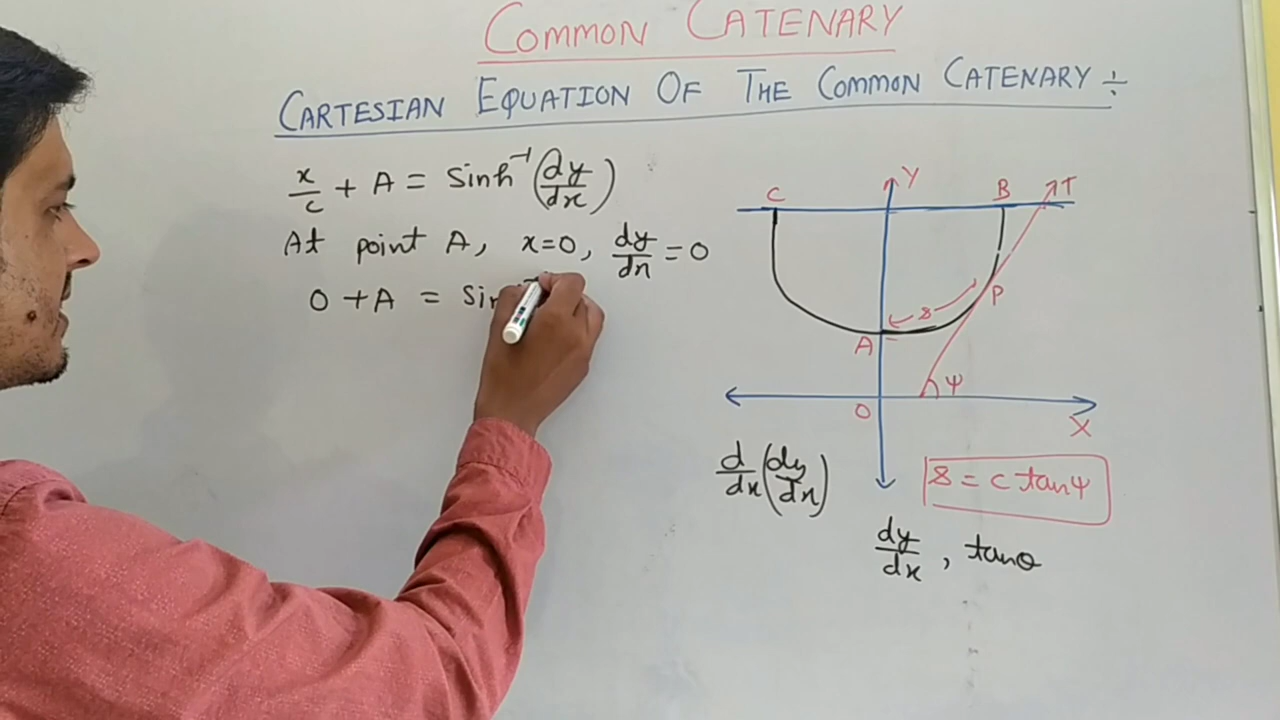 COMMON CATENARY
CARTESIAN EQUATION OF THE COMMON CATENARY ÷
x/c + A = Sinh⁻¹(dy/dx)
At point A, x=0, dy/dx = 0
0 + A = Sin
C
Y
B
T
s
P
A
ψ
O
X
d/dx(dy/dx)
s = c tanψ
dy/dx , tanθ